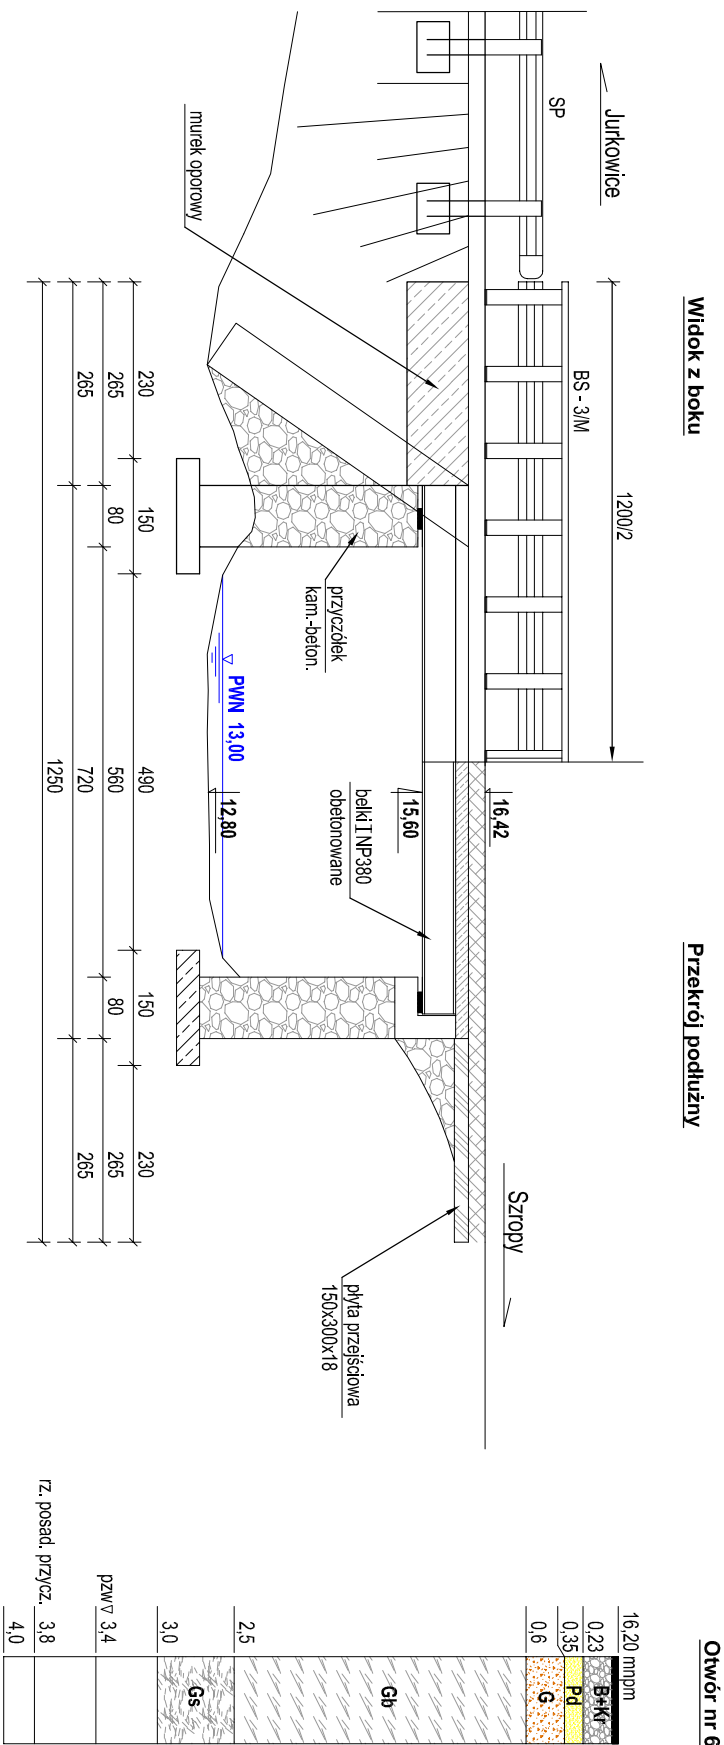 Widok z boku
Przekrój podłużny
Otwór nr 6
1200/2
BS - 3/M
Jurkowice
SP
Szropy
murek oporowy
przyczółek
kam.-beton.
PWN 13,00
16,42
15,60
12,80
belki I NP380
obetonowane
płyta przejściowa
150x300x18
230
150
490
150
230
265
80
560
80
265
265
720
265
1250
16,20 mnpm
0,23
0,35
0,6
2,5
3,0
pzw 3,4
rz. posad. przycz. 3,8
4,0
B+Kr
Pd
G
Gb
Gs